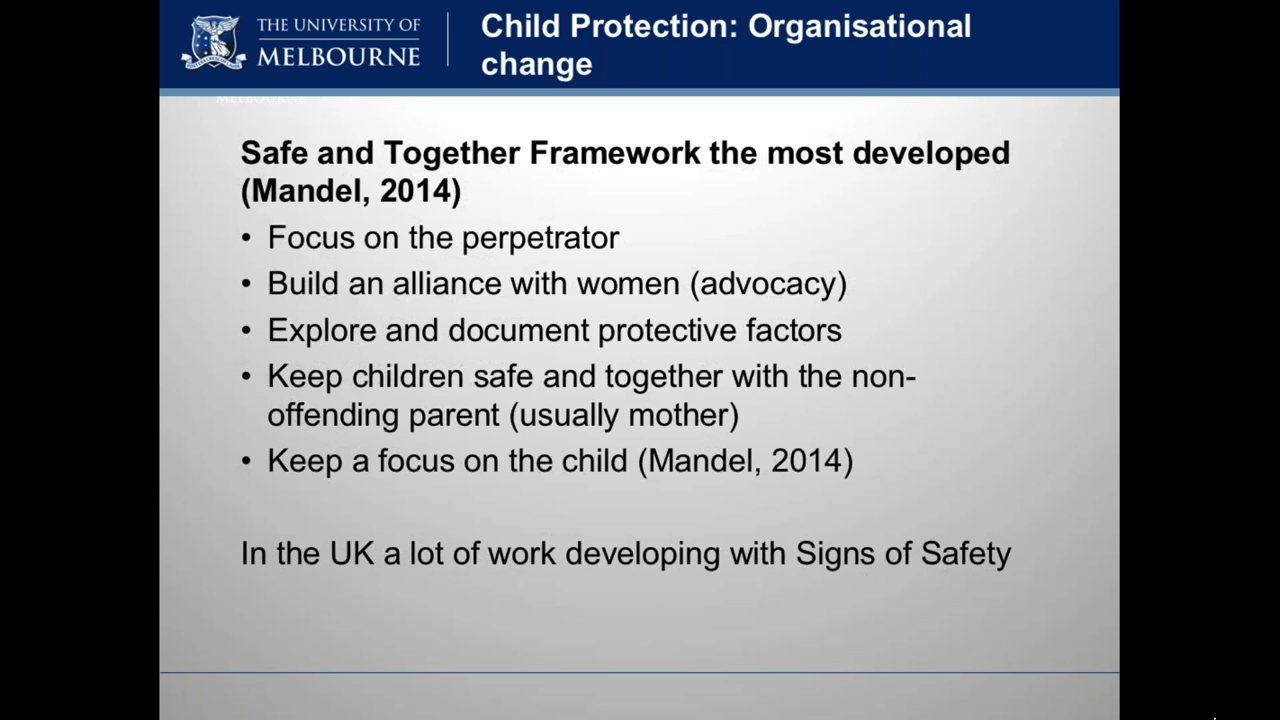 THE UNIVERSITY OF
MELBOURNE
Child Protection: Organisational
change
MELBOURNE
Safe and Together Framework the most developed
(Mandel, 2014)
• Focus on the perpetrator
• Build an alliance with women (advocacy)
• Explore and document protective factors
• Keep children safe and together with the non-
offending parent (usually mother)
• Keep a focus on the child (Mandel, 2014)
In the UK a lot of work developing with Signs of Safety